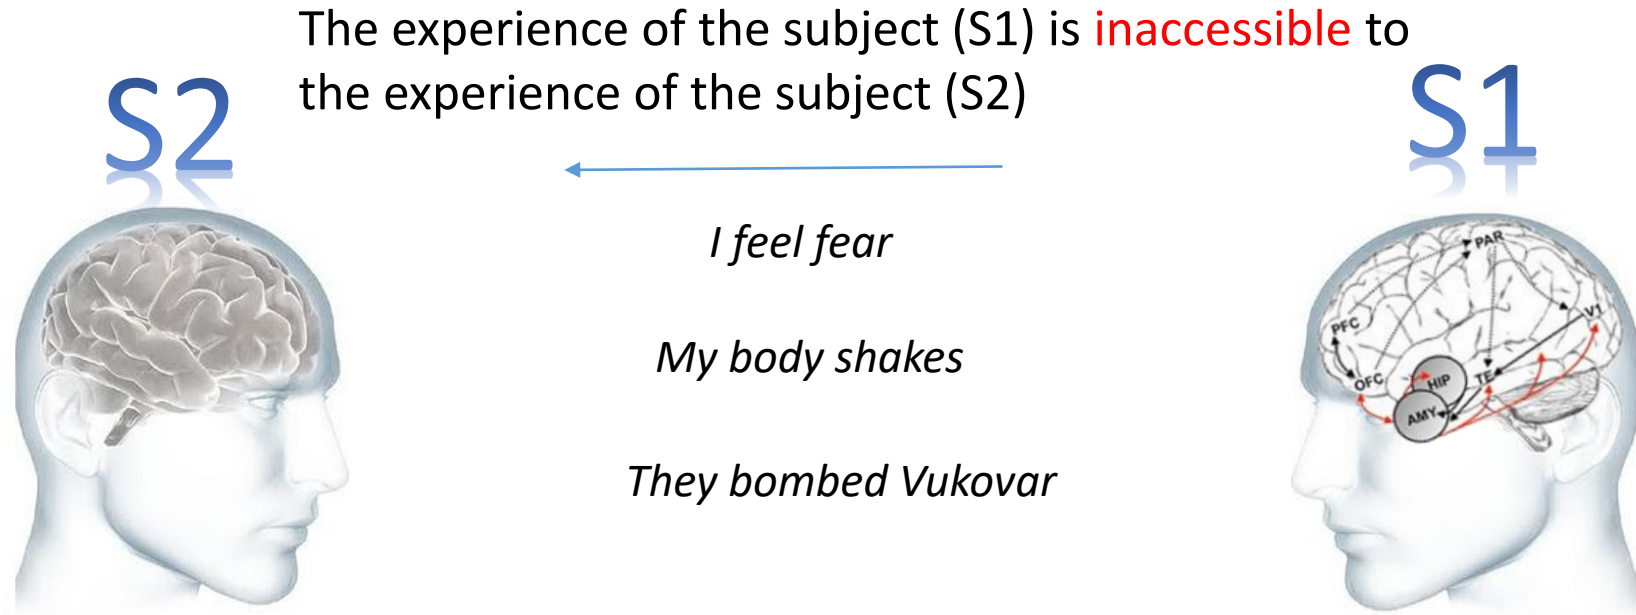 The experience of the subject (S1) is inaccessible to
the experience of the subject (S2)
S2
S1
I feel fear
My body shakes
They bombed Vukovar
PAR
V1
PFC
OFC
HIP
TE
AMY